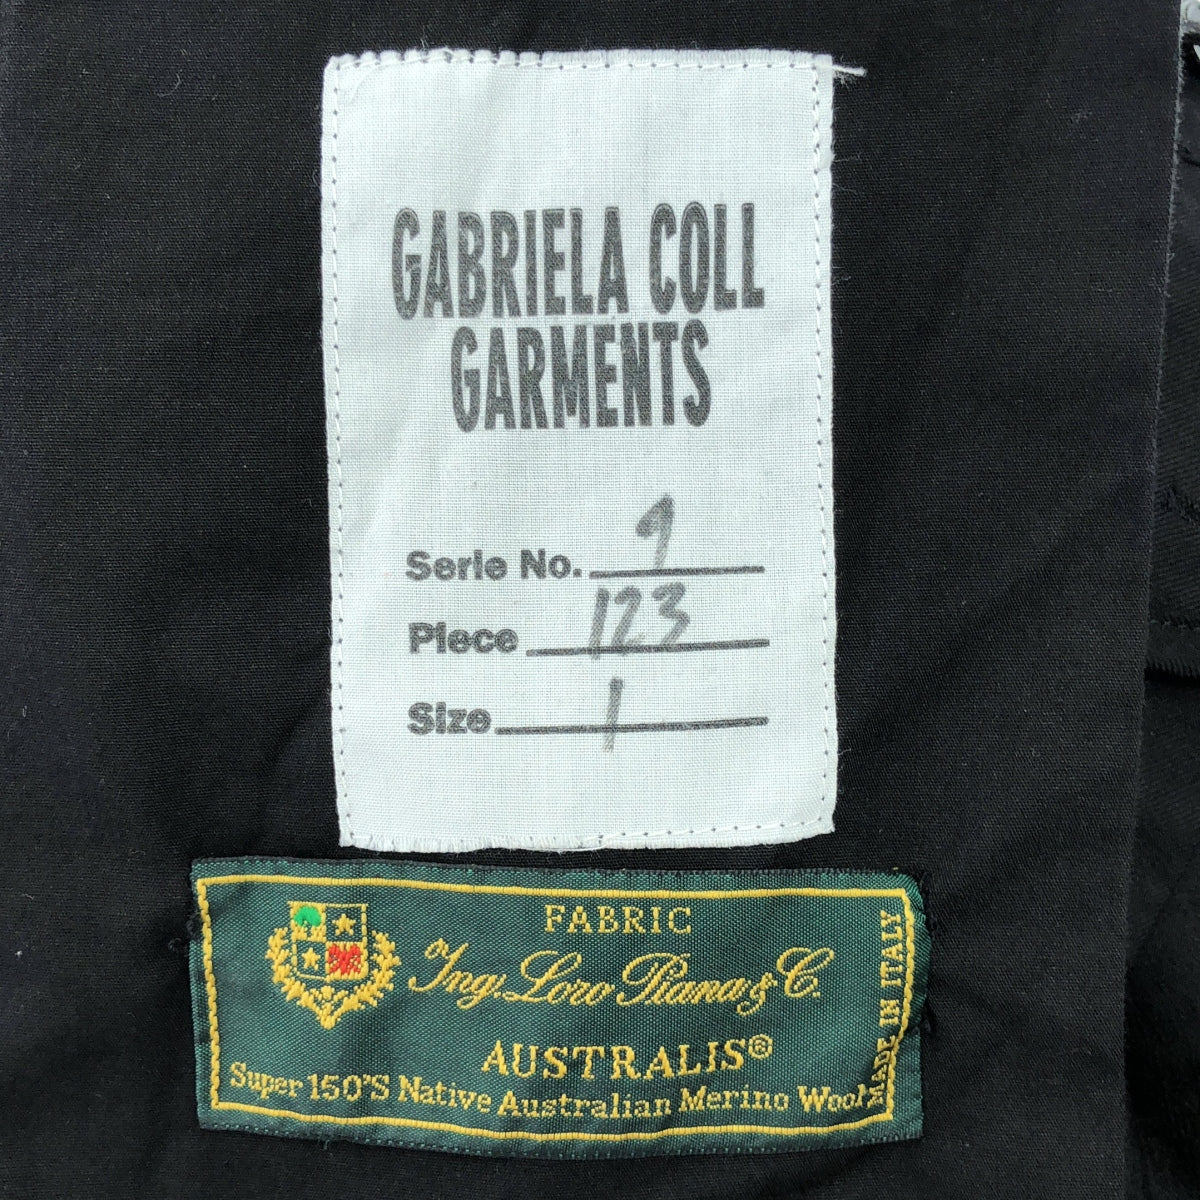 GABRIELA COLL
GARMENTS
Serie No. 7
Piece 123
Size 1
FABRIC
Ing. Loro Piana & C.
AUSTRALIS®
Super 150'S Native Australian Merino Wool
MADE IN ITALY